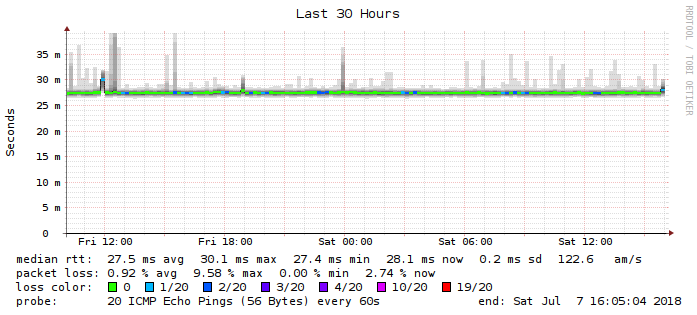 Last 30 Hours
RRDTOOL / TOBI OETIKER
Seconds
35 m
30 m
25 m
20 m
15 m
10 m
5 m
0
Fri 12:00 Fri 18:00 Sat 00:00 Sat 06:00 Sat 12:00
median rtt: 27.5 ms avg 30.1 ms max 27.4 ms min 28.1 ms now 0.2 ms sd 122.6 am/s
packet loss: 0.92 % avg 9.58 % max 0.00 % min 2.74 % now
loss color: 0 1/20 2/20 3/20 4/20 10/20 19/20
probe: 20 ICMP Echo Pings (56 Bytes) every 60s end: Sat Jul 7 16:05:04 2018